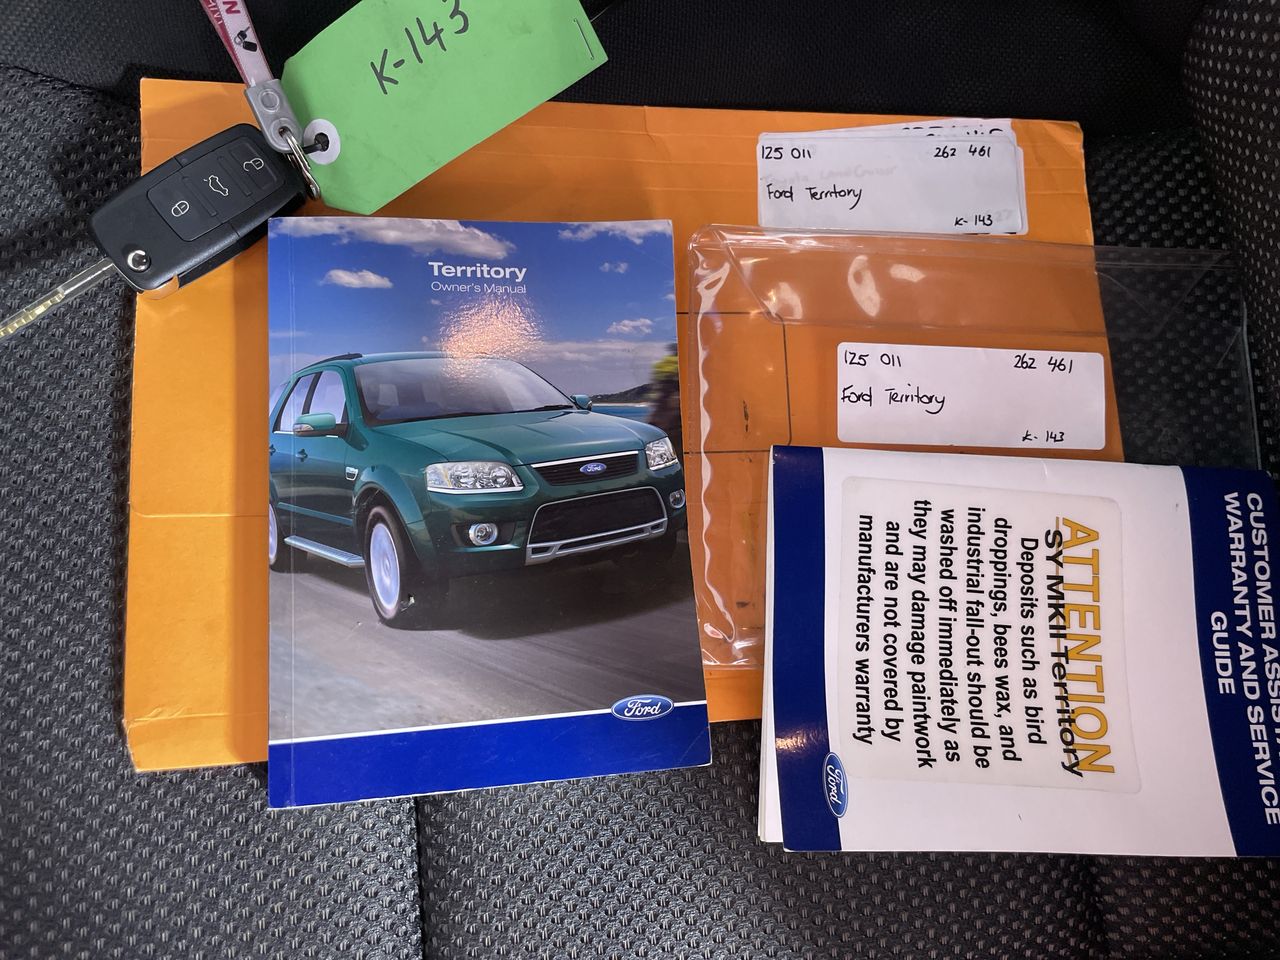 K-143
125 011 262 461
Ford Territory
K-143
Territory
Owner's Manual
Ford
Ford
125 011 262 461
Ford Territory
K-143
CUSTOMER
WARRANTY AND SERVICE
GUIDE
ATTENTION
SY MKII Territory
Deposits such as bird
droppings, bees wax, and
industrial fall-out should be
washed off immediately as
they may damage paintwork
and are not covered by
manufacturers warranty
Ford